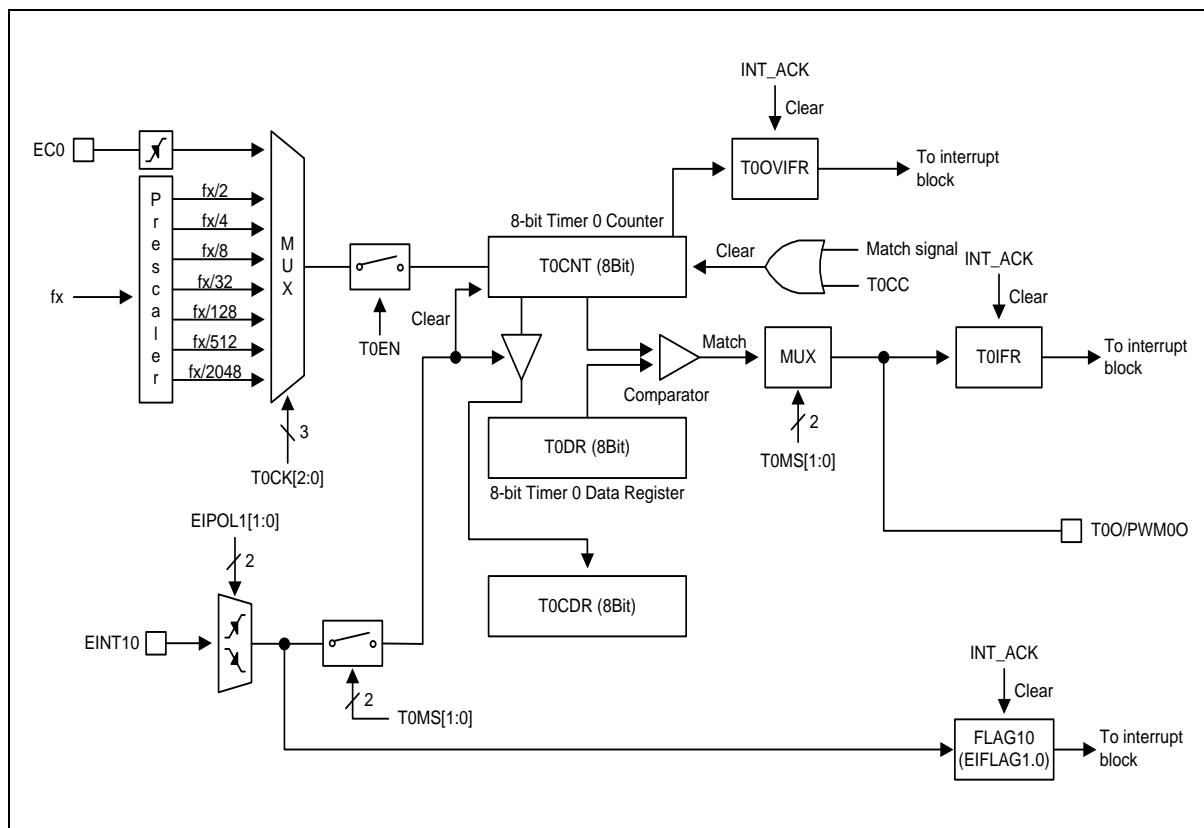 INT_ACK
Clear
EC0
T0OVIFR
To interrupt
block
P
r
e
s
c
a
l
e
r
fx/2
fx/4
fx/8
fx/32
fx/128
fx/512
fx/2048
M
U
X
fx
8-bit Timer 0 Counter
T0CNT (8Bit)
Clear
Match signal
T0CC
INT_ACK
Clear
T0EN
Clear
Match
MUX
T0IFR
To interrupt
block
Comparator
3
T0CK[2:0]
T0DR (8Bit)
8-bit Timer 0 Data Register
2
T0MS[1:0]
EIPOL1[1:0]
2
T0O/PWM0O
T0CDR (8Bit)
EINT10
2
T0MS[1:0]
INT_ACK
Clear
FLAG10
(EIFLAG1.0)
To interrupt
block